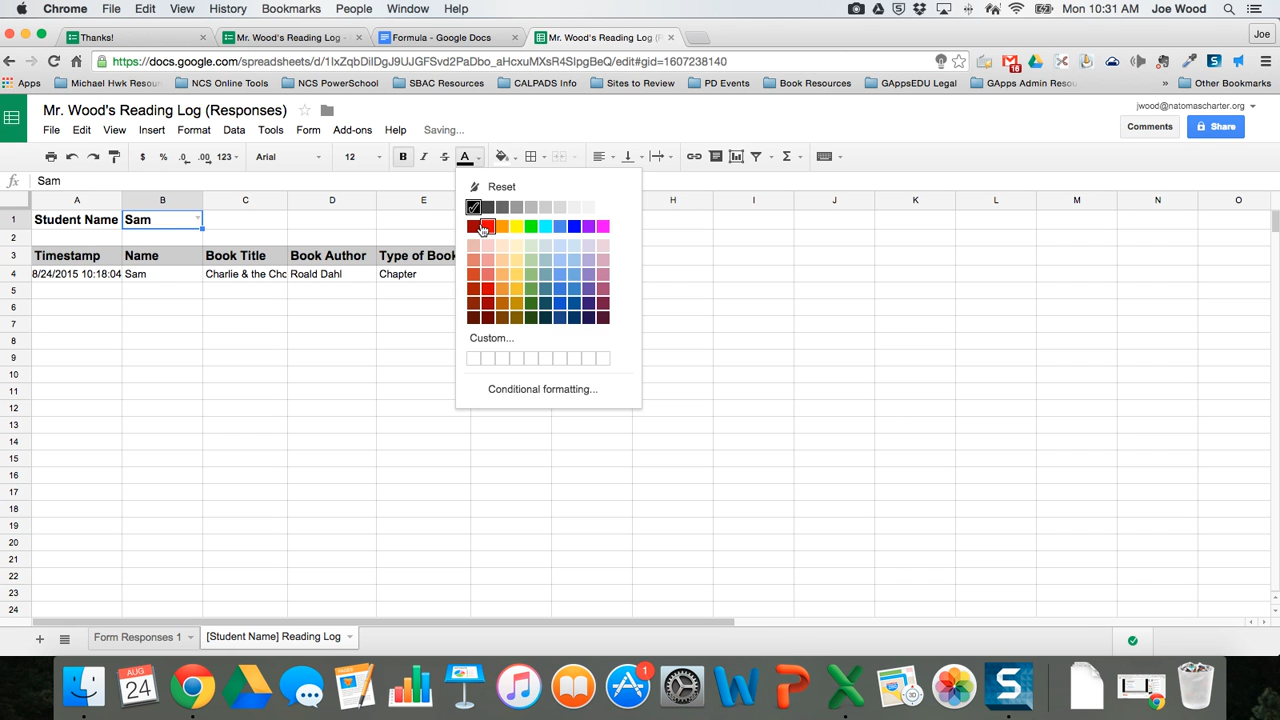 Chrome File Edit View History Bookmarks People Window Help Mon 10:31 AM Joe Wood
Thanks! Mr. Wood's Reading Log - Formula - Google Docs Mr. Wood's Reading Log (R Joe
https://docs.google.com/spreadsheets/d/1IxZqbDilDgJ9UJJGFSvd2PaDbo_aHcxuMXsR4SIpgBeQ/edit#gid=1607238140 16
Apps Michael Hwk Resou NCS Online Tools NCS PowerSchool SBAC Resources CALPADS Info Sites to Review PD Events Book Resources GAppsEDU Legal GApps Admin Resou » Other Bookmarks
Mr. Wood's Reading Log (Responses) jwood@natomascharter.org
File Edit View Insert Format Data Tools Form Add-ons Help Saving... Comments Share
$ % .0 .00 123 Arial 12 B I S A Σ
fx Sam
Reset
A B C D E H I J K L M N O
1 Student Name Sam
2
3 Timestamp Name Book Title Book Author Type of Book
4 8/24/2015 10:18:04 Sam Charlie & the Cho Roald Dahl Chapter
5
6
7
8 Custom...
9
10
11 Conditional formatting...
12
13
14
15
16
17
18
19
20
21
22
23
24
+ Form Responses 1 [Student Name] Reading Log
AUG
24 1 W P X 3D S